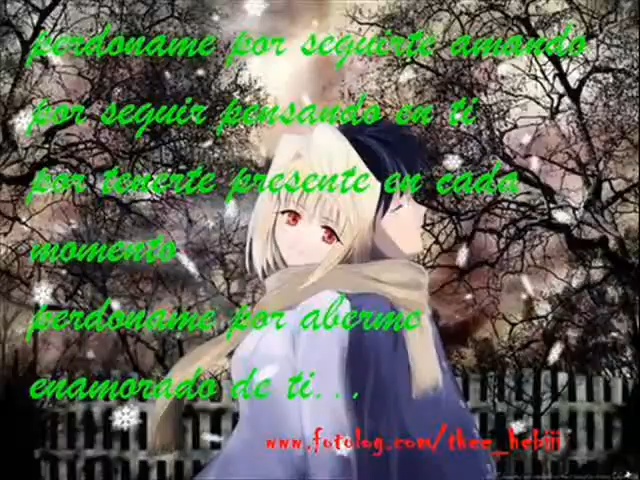 perdoname por seguirte amando
por seguir pensando en ti
por tenerte presente en cada
momento
perdoname por aberme
enamorado de ti...
www.fotolog.com/thee_hebiii